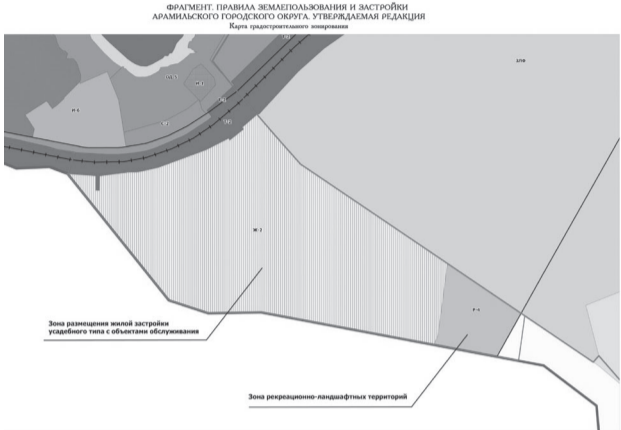 ФРАГМЕНТ. ПРАВИЛА ЗЕМЛЕПОЛЬЗОВАНИЯ И ЗАСТРОЙКИ
АРАМИЛЬСКОГО ГОРОДСКОГО ОКРУГА. УТВЕРЖДАЕМАЯ РЕДАКЦИЯ
Карта градостроительного зонирования
Зона размещения жилой застройки
усадебного типа с объектами обслуживания
Зона рекреационно-ландшафтных территорий